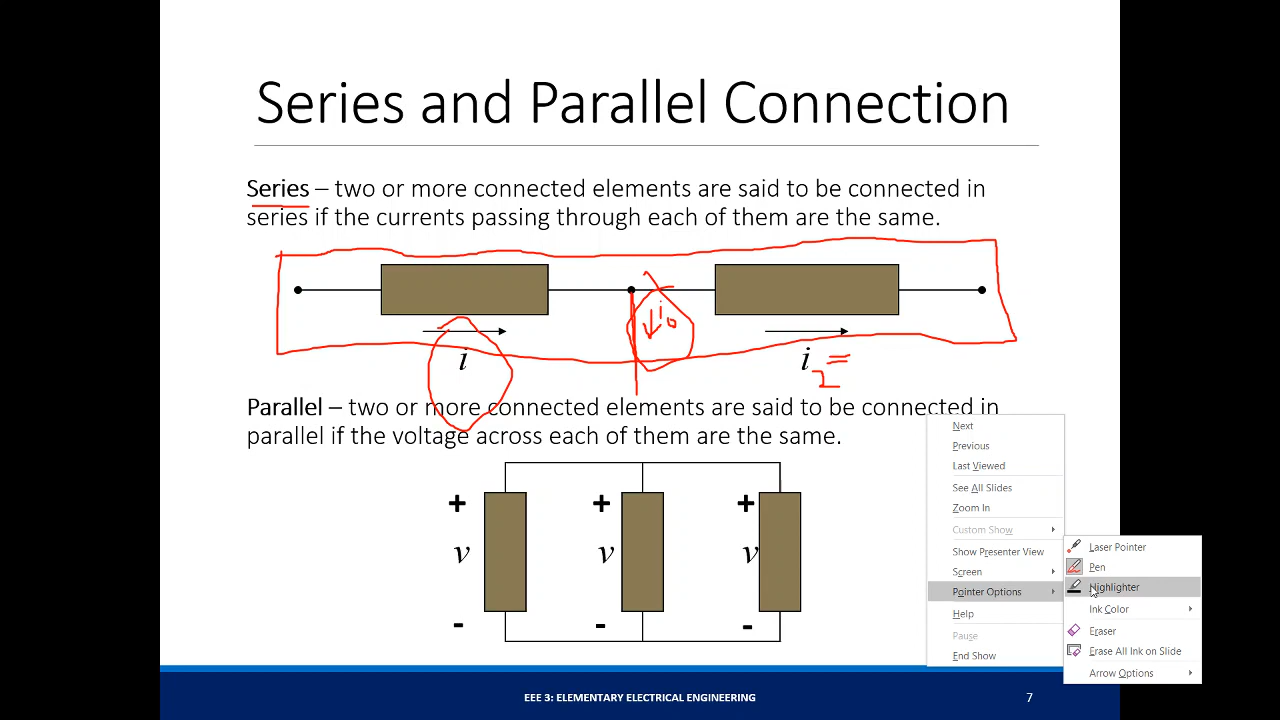 Series and Parallel Connection
Series – two or more connected elements are said to be connected in
series if the currents passing through each of them are the same.
i₀
i
i₂ =
Parallel – two or more connected elements are said to be connected in
parallel if the voltage across each of them are the same.
+ + +
v v v
- - -
Next
Previous
Last Viewed
See All Slides
Zoom In
Custom Show
Show Presenter View
Screen
Pointer Options
Help
Pause
End Show
Laser Pointer
Pen
Highlighter
Ink Color
Eraser
Erase All Ink on Slide
Arrow Options
EEE 3: ELEMENTARY ELECTRICAL ENGINEERING
7